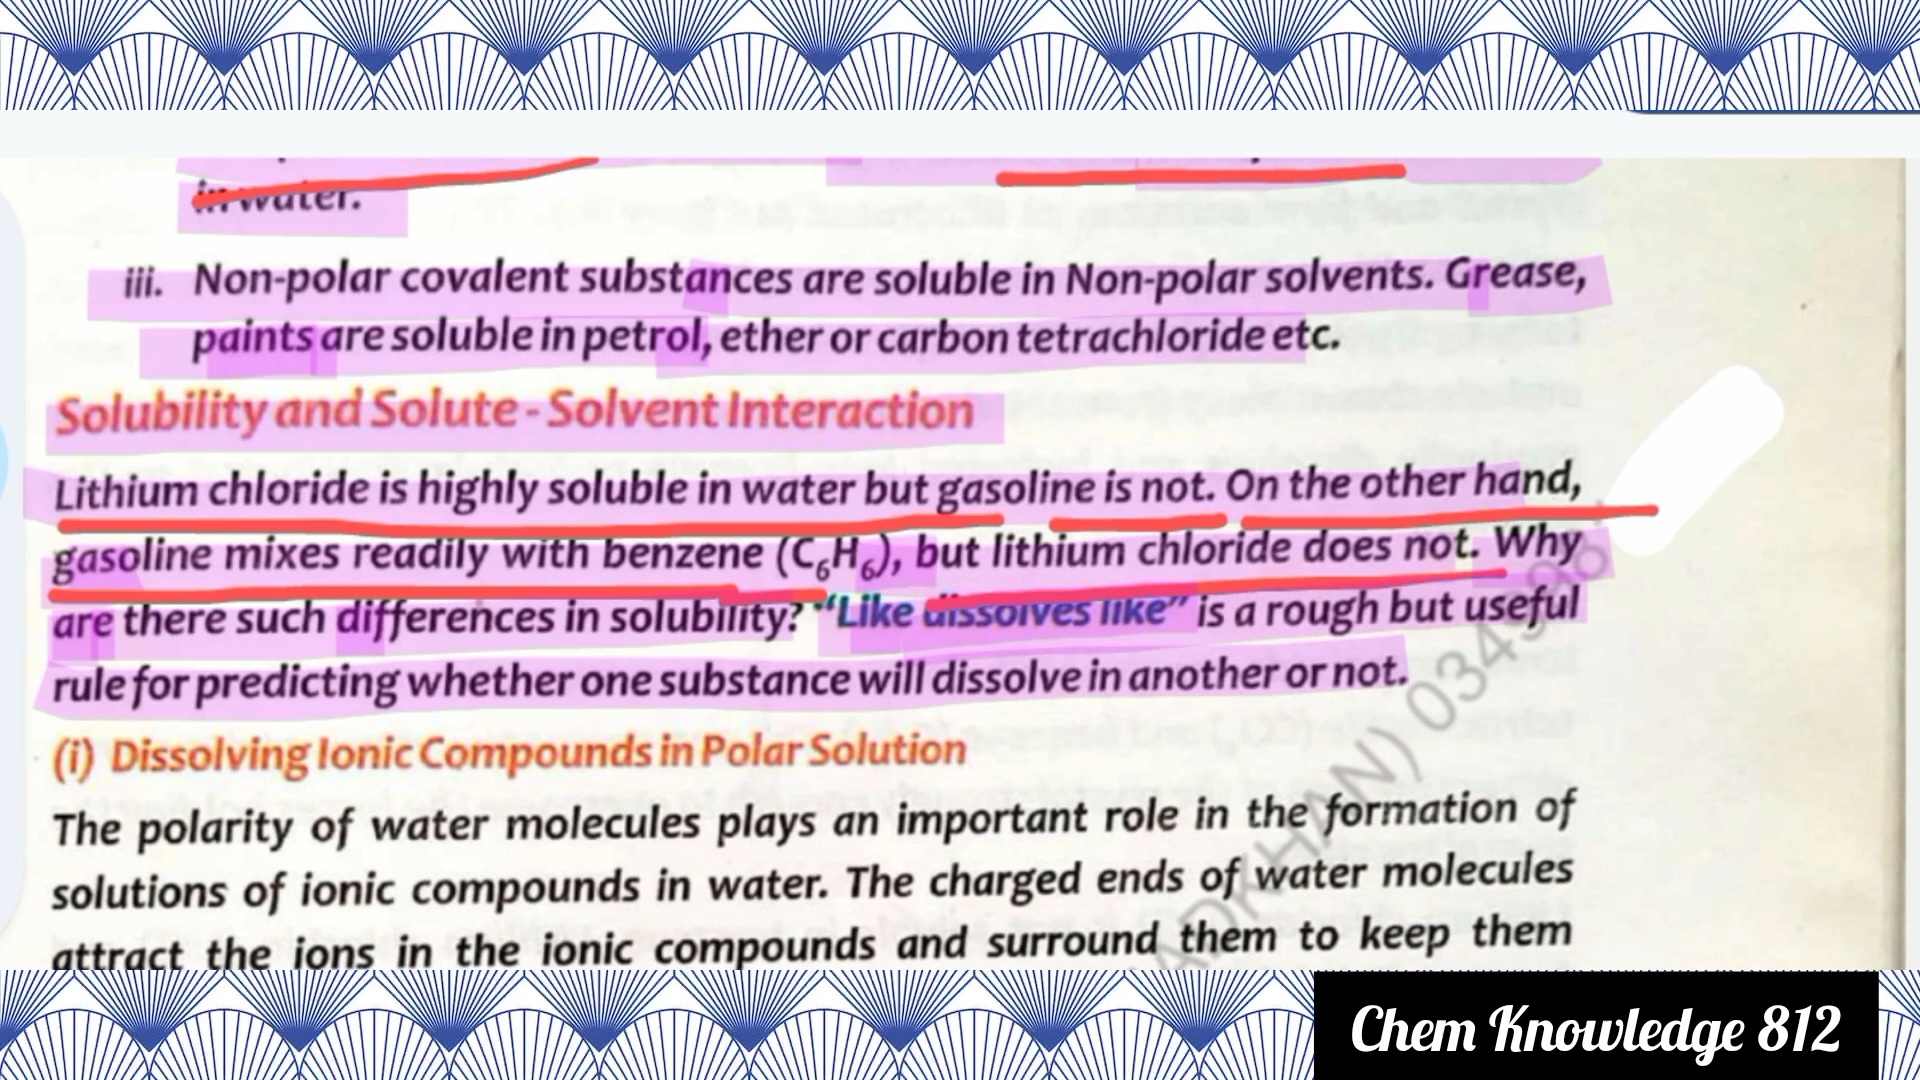 in water.
iii. Non-polar covalent substances are soluble in Non-polar solvents. Grease,
paints are soluble in petrol, ether or carbon tetrachloride etc.
Solubility and Solute - Solvent Interaction
Lithium chloride is highly soluble in water but gasoline is not. On the other hand,
gasoline mixes readily with benzene (C₆H₆), but lithium chloride does not. Why
are there such differences in solubility? “Like dissolves like” is a rough but useful
rule for predicting whether one substance will dissolve in another or not.
(i) Dissolving Ionic Compounds in Polar Solution
The polarity of water molecules plays an important role in the formation of
solutions of ionic compounds in water. The charged ends of water molecules
attract the ions in the ionic compounds and surround them to keep them
Chem Knowledge 812